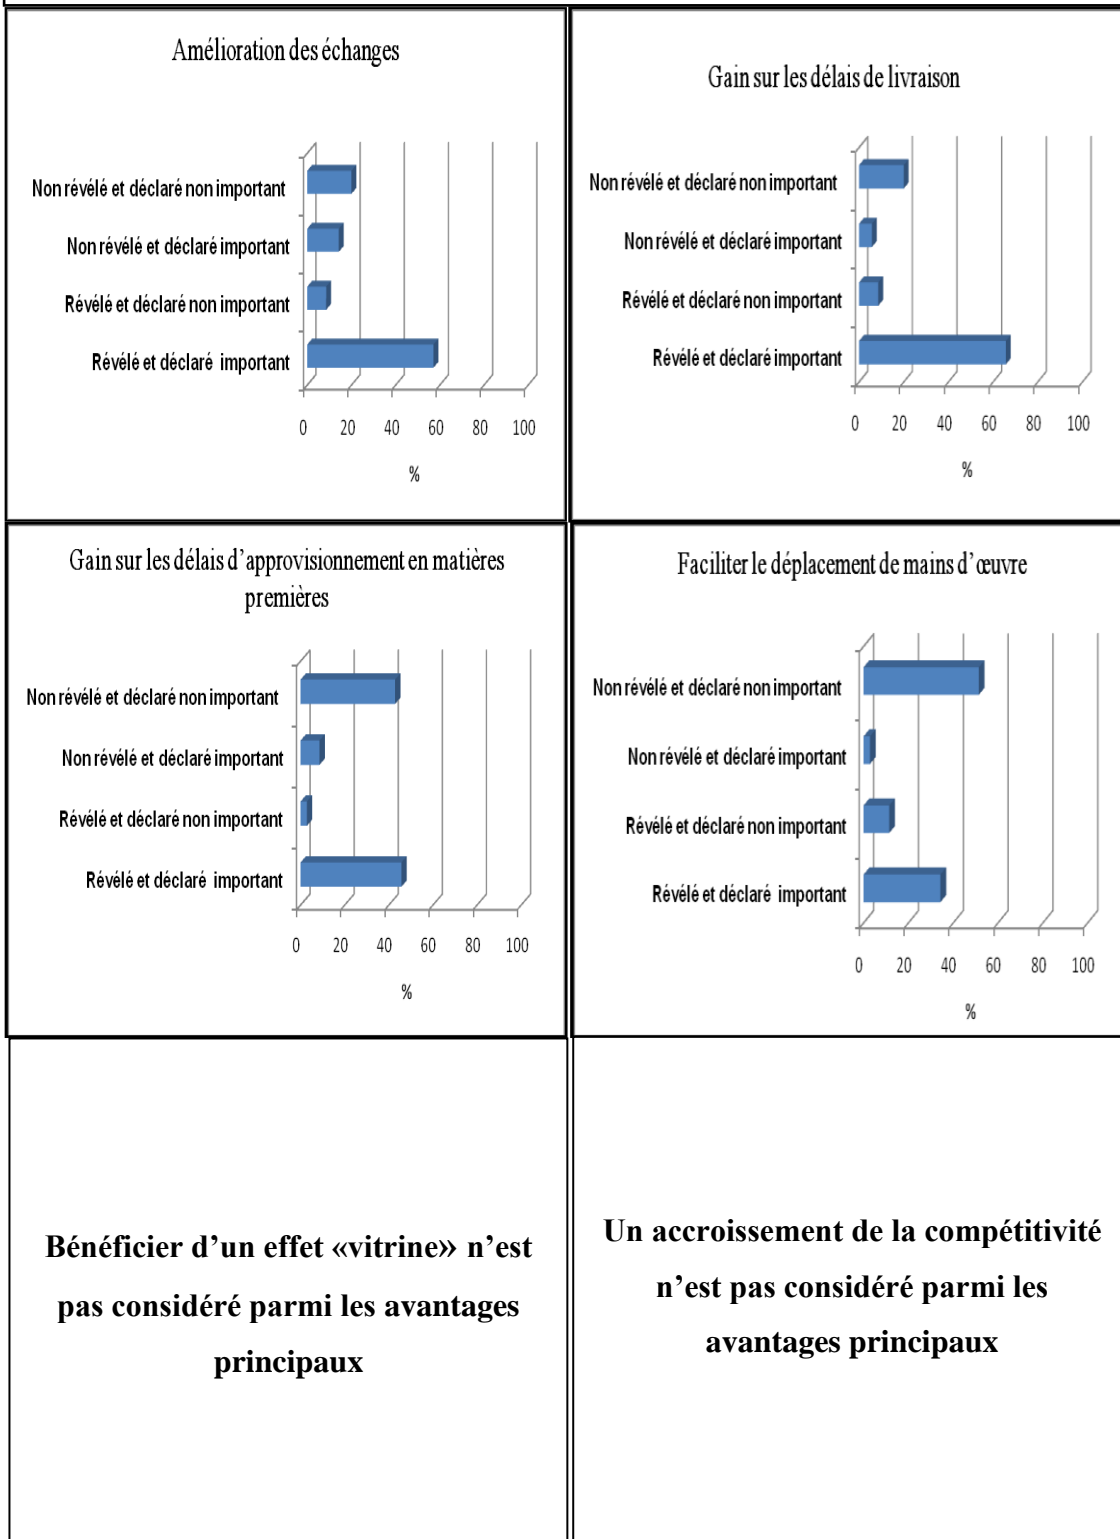 Amélioration des échanges
Non révélé et déclaré non important
Non révélé et déclaré important
Révélé et déclaré non important
Révélé et déclaré important
0 20 40 60 80 100
%
Gain sur les délais de livraison
Non révélé et déclaré non important
Non révélé et déclaré important
Révélé et déclaré non important
Révélé et déclaré important
0 20 40 60 80 100
%
Gain sur les délais d’approvisionnement en matières
premières
Non révélé et déclaré non important
Non révélé et déclaré important
Révélé et déclaré non important
Révélé et déclaré important
0 20 40 60 80 100
%
Faciliter le déplacement de mains d’œuvre
Non révélé et déclaré non important
Non révélé et déclaré important
Révélé et déclaré non important
Révélé et déclaré important
0 20 40 60 80 100
%
Bénéficier d’un effet «vitrine» n’est
pas considéré parmi les avantages
principaux
Un accroissement de la compétitivité
n’est pas considéré parmi les
avantages principaux